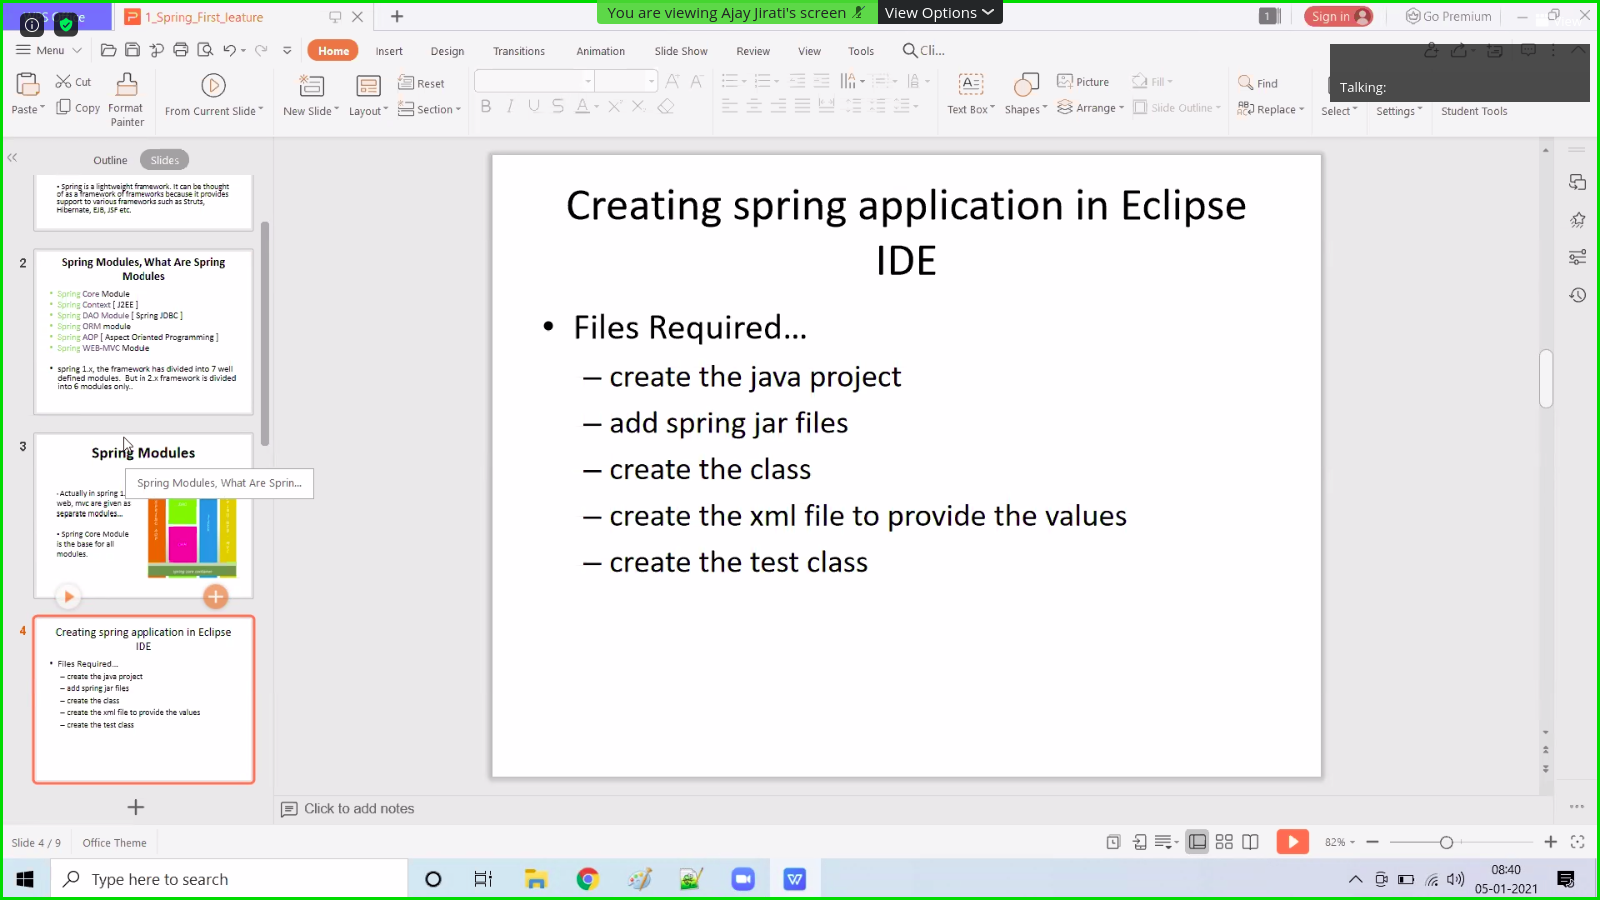 1_Spring_First_leature
You are viewing Ajay Jirati's screen
View Options
1
Sign in
Go Premium
Menu
Home
Insert
Design
Transitions
Animation
Slide Show
Review
View
Tools
Cli...
Talking:
Paste
Cut
Copy
Format
Painter
From Current Slide
New Slide
Layout
Reset
Section
Text Box
Shapes
Picture
Arrange
Fill
Slide Outline
Find
Replace
Select
Settings
Student Tools
Outline
Slides
• Spring is a lightweight framework. It can be thought
of as a framework of frameworks because it provides
support to various frameworks such as Struts,
Hibernate, EJB, JSF etc.
2
Spring Modules, What Are Spring
Modules
• Spring Core Module
• Spring Context [ J2EE ]
• Spring DAO Module [ Spring JDBC ]
• Spring ORM module
• Spring AOP [ Aspect Oriented Programming ]
• Spring WEB-MVC Module
• spring 1.x, the framework has divided into 7 well
defined modules. But in 2.x framework is divided
into 6 modules only..
3
Spring Modules
Spring Modules, What Are Sprin...
- Actually in spring 1.
web, mvc are given as
separate modules...
• Spring Core Module
is the base for all
modules.
4
Creating spring application in Eclipse
IDE
• Files Required...
– create the java project
– add spring jar files
– create the class
– create the xml file to provide the values
– create the test class
Creating spring application in Eclipse
IDE
• Files Required...
– create the java project
– add spring jar files
– create the class
– create the xml file to provide the values
– create the test class
Click to add notes
Slide 4 / 9
Office Theme
82%
Type here to search
08:40
05-01-2021